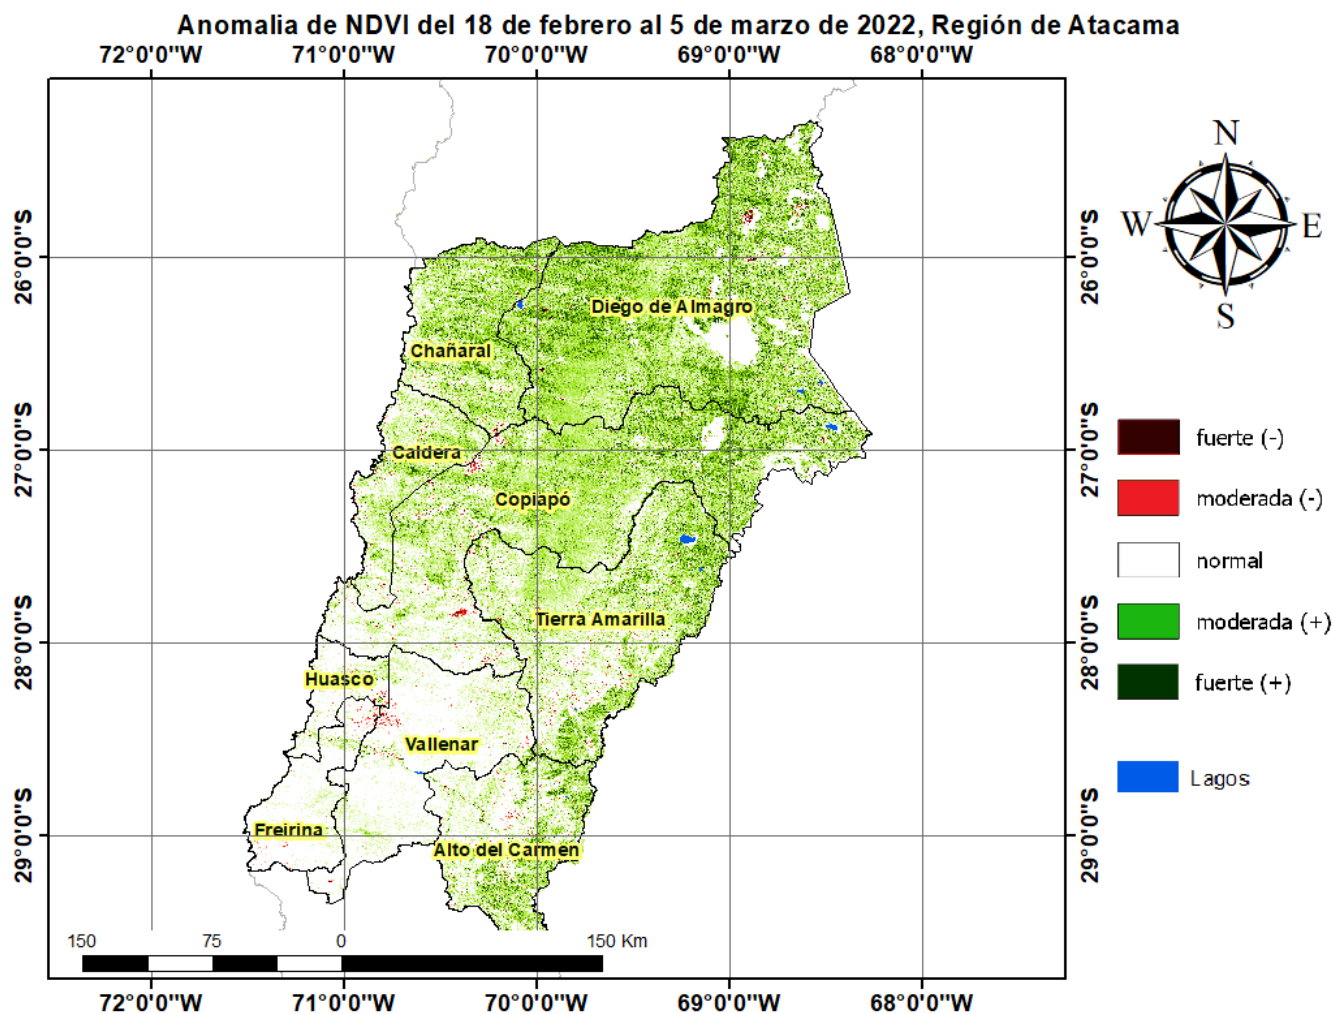 Anomalia de NDVI del 18 de febrero al 5 de marzo de 2022, Región de Atacama
72°0'0"W 71°0'0"W 70°0'0"W 69°0'0"W 68°0'0"W
N
W E
S
26°0'0"S 26°0'0"S
Diego de Almagro
Chañaral
27°0'0"S 27°0'0"S
Caldera
Copiapó
28°0'0"S 28°0'0"S
Tierra Amarilla
Huasco
Vallenar
29°0'0"S 29°0'0"S
Freirina
Alto del Carmen
fuerte (-)
moderada (-)
normal
moderada (+)
fuerte (+)
Lagos
150 75 0 150 Km
72°0'0"W 71°0'0"W 70°0'0"W 69°0'0"W 68°0'0"W